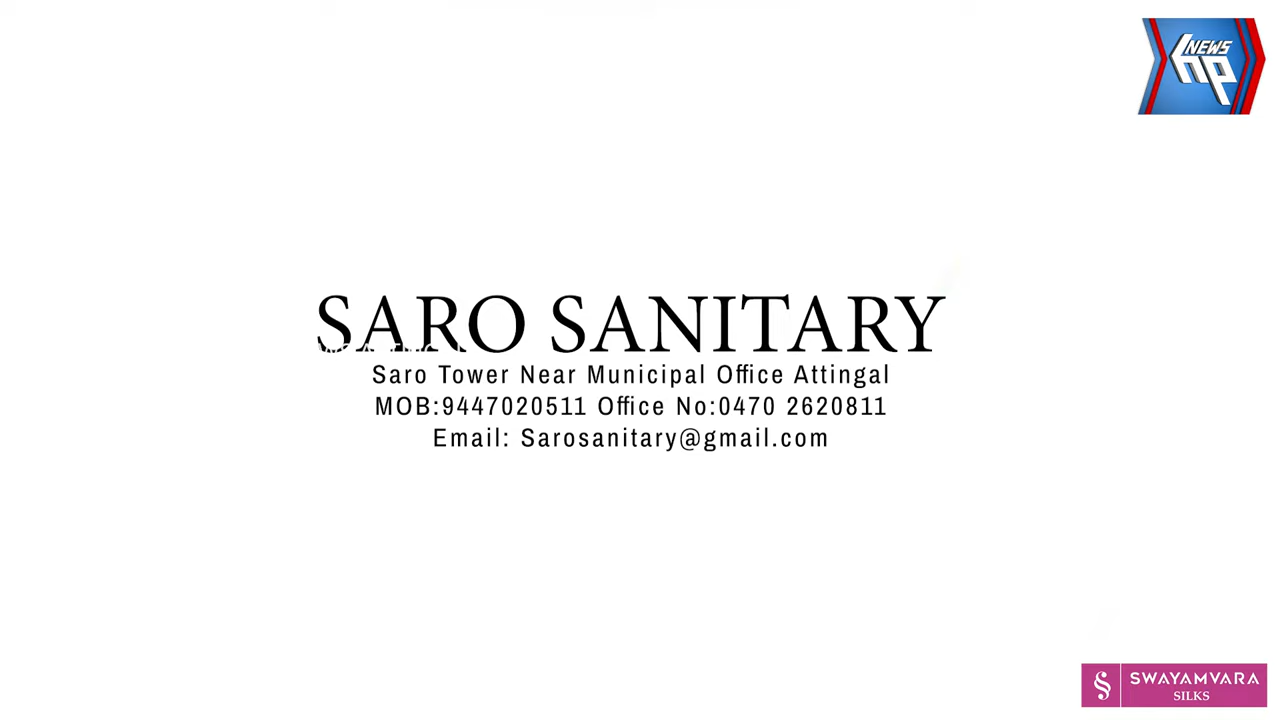 NEWS
hp
SARO SANITARY
Saro Tower Near Municipal Office Attingal
MOB:9447020511 Office No:0470 2620811
Email: Sarosanitary@gmail.com
SWAYAMVARA
SILKS